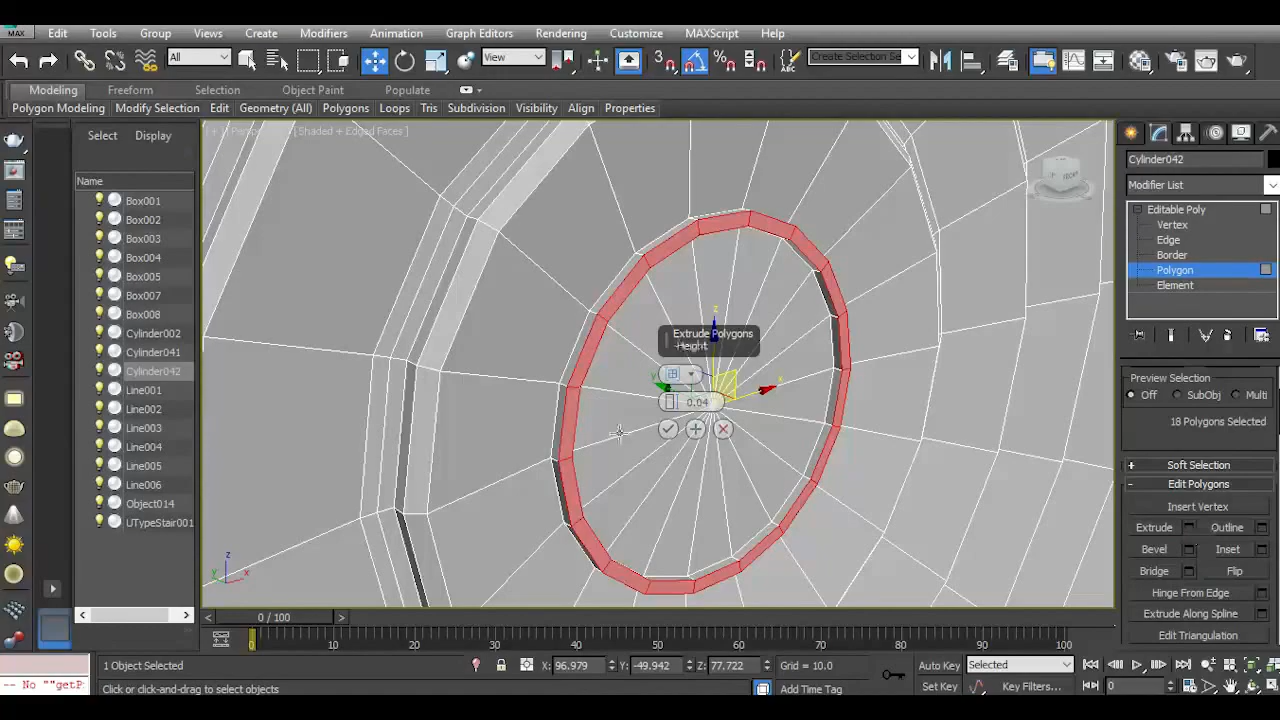 MAX Edit Tools Group Views Create Modifiers Animation Graph Editors Rendering Customize MAXScript Help
All View Create Selection Se
Modeling Freeform Selection Object Paint Populate
Polygon Modeling Modify Selection Edit Geometry (All) Polygons Loops Tris Subdivision Visibility Align Properties
Select Display
Name
Box001
Box002
Box003
Box004
Box005
Box007
Box008
Cylinder002
Cylinder041
Cylinder042
Line001
Line002
Line003
Line004
Line005
Line006
Object014
UTypeStair001
Shaded + Edged Faces ]
FRONT
Extrude Polygons
-Height
0.04
z
x
y
z
x
y
Cylinder042
Modifier List
Editable Poly
Vertex
Edge
Border
Polygon
Element
Preview Selection
Off SubObj Multi
18 Polygons Selected
+ Soft Selection
- Edit Polygons
Insert Vertex
Extrude Outline
Bevel Inset
Bridge Flip
Hinge From Edge
Extrude Along Spline
Edit Triangulation
< 0 / 100 >
0 10 20 30 40 50 60 70 80 90 100
1 Object Selected X: 96.979 Y: -49.942 Z: 77.722 Grid = 10.0 Auto Key Selected
-- No ""getP: Click or click-and-drag to select objects Add Time Tag Set Key Key Filters... 0